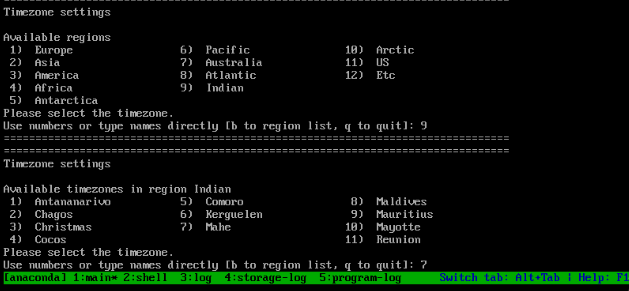 ================================================================================
Timezone settings
Available regions
1) Europe 6) Pacific 10) Arctic
2) Asia 7) Australia 11) US
3) America 8) Atlantic 12) Etc
4) Africa 9) Indian
5) Antarctica
Please select the timezone.
Use numbers or type names directly [b to region list, q to quit]: 9
================================================================================
================================================================================
Timezone settings
Available timezones in region Indian
1) Antananarivo 5) Comoro 8) Maldives
2) Chagos 6) Kerguelen 9) Mauritius
3) Christmas 7) Mahe 10) Mayotte
4) Cocos 11) Reunion
Please select the timezone.
Use numbers or type names directly [b to region list, q to quit]: 7
[anaconda] 1:main* 2:shell 3:log 4:storage-log 5:program-log Switch tab: Alt+Tab | Help: F1